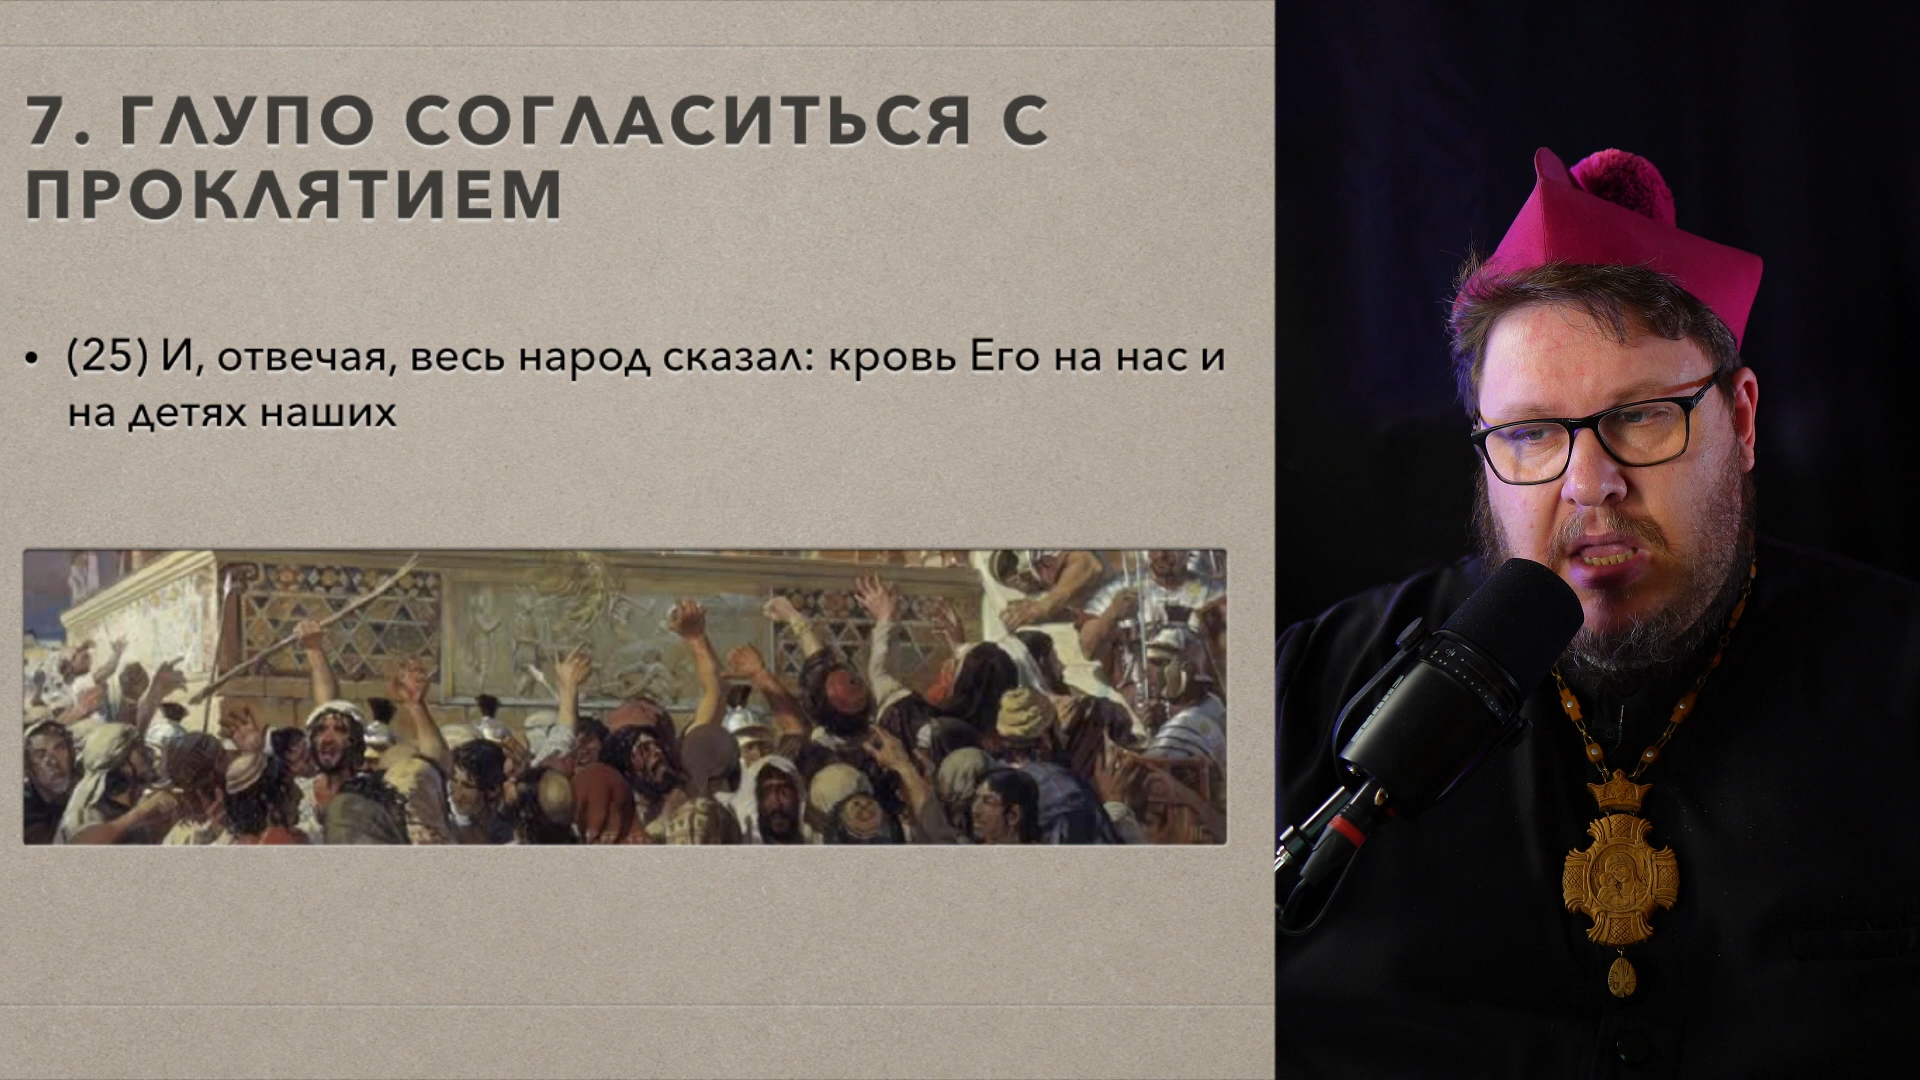 7. ГЛУПО СОГЛАСИТЬСЯ С
ПРОКЛЯТИЕМ
• (25) И, отвечая, весь народ сказал: кровь Его на нас и
на детях наших